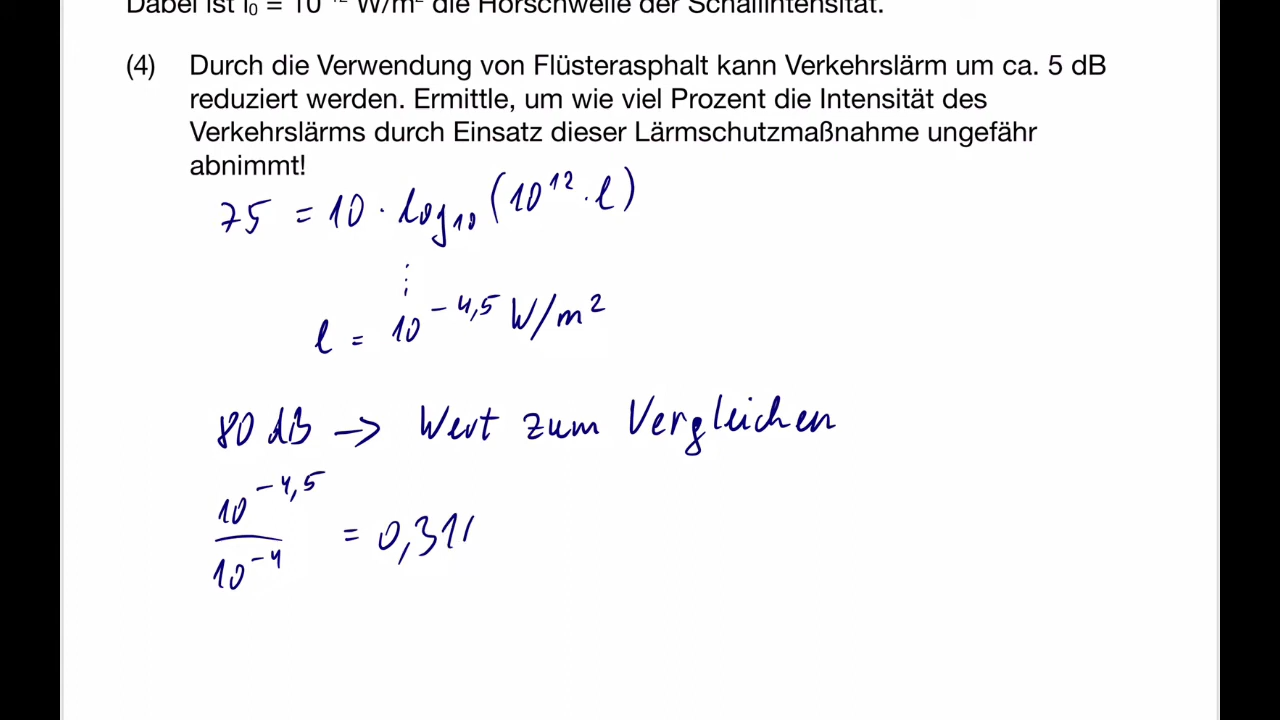 Dabei ist I₀ = 10⁻¹² W/m² die Hörschwelle der Schallintensität.
(4) Durch die Verwendung von Flüsterasphalt kann Verkehrslärm um ca. 5 dB
reduziert werden. Ermittle, um wie viel Prozent die Intensität des
Verkehrslärms durch Einsatz dieser Lärmschutzmaßnahme ungefähr
abnimmt!
75 = 10 · log₁₀ (10¹² · l)
⋮
l = 10⁻⁴,⁵ W/m²
80 dB → Wert zum Vergleichen
10⁻⁴,⁵ / 10⁻⁴ = 0,31